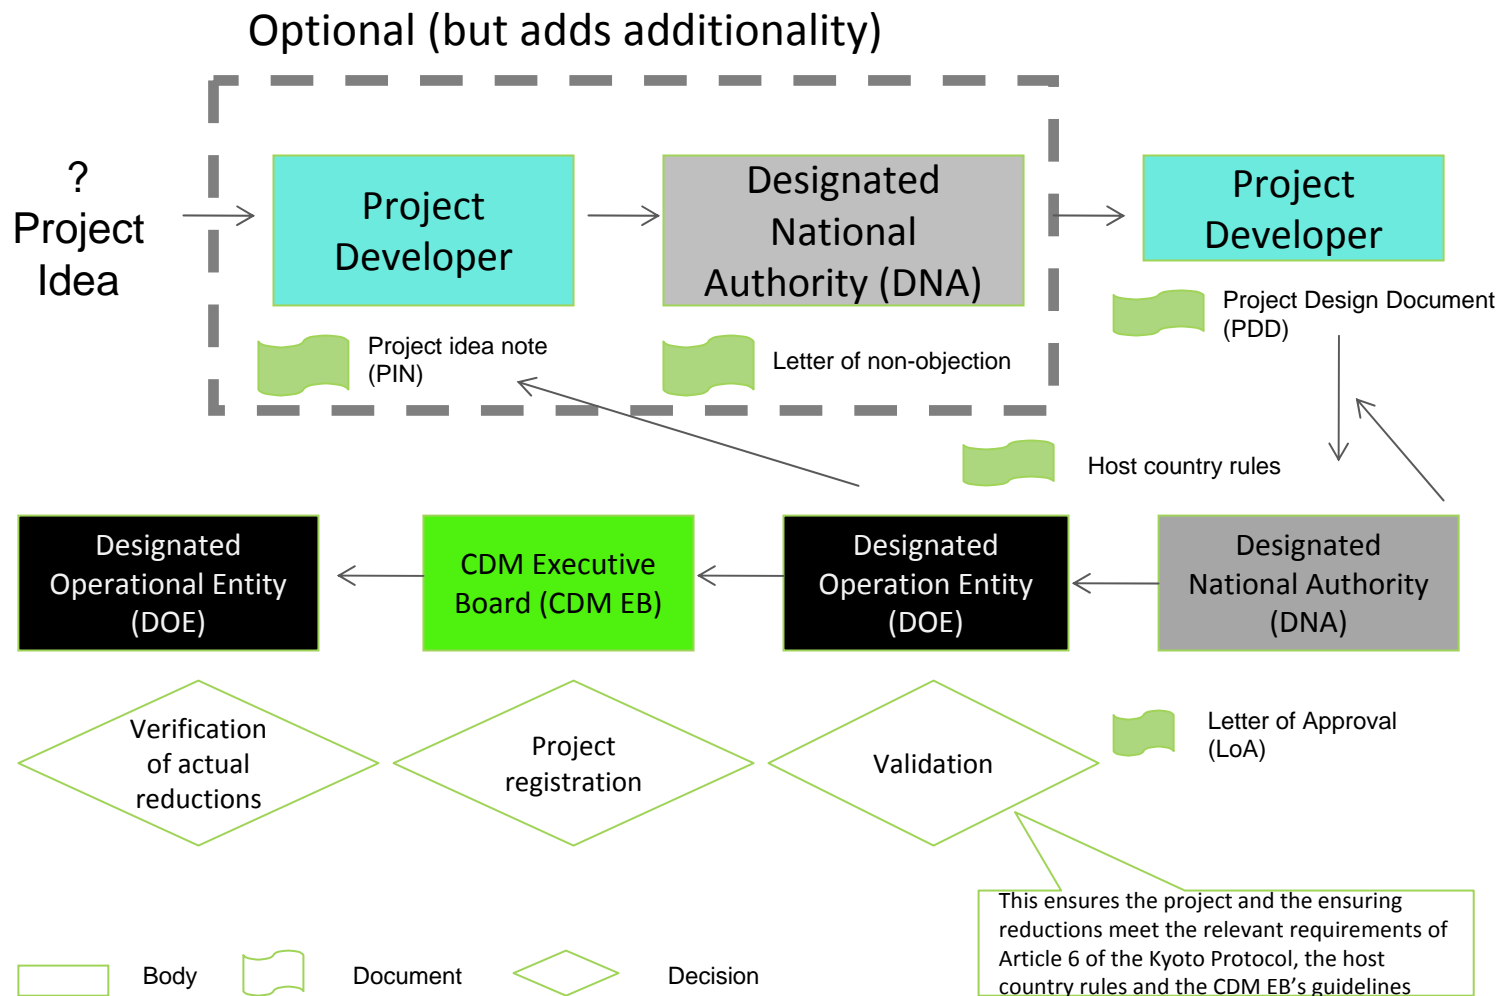 Optional (but adds additionality)
?
Project
Idea
Project
Developer
Designated
National
Authority (DNA)
Project
Developer
Project idea note
(PIN)
Letter of non-objection
Project Design Document
(PDD)
Host country rules
Designated
Operational Entity
(DOE)
CDM Executive
Board (CDM EB)
Designated
Operation Entity
(DOE)
Designated
National Authority
(DNA)
Verification
of actual
reductions
Project
registration
Validation
Letter of Approval
(LoA)
This ensures the project and the ensuring
reductions meet the relevant requirements of
Article 6 of the Kyoto Protocol, the host
country rules and the CDM EB’s guidelines
Body
Document
Decision